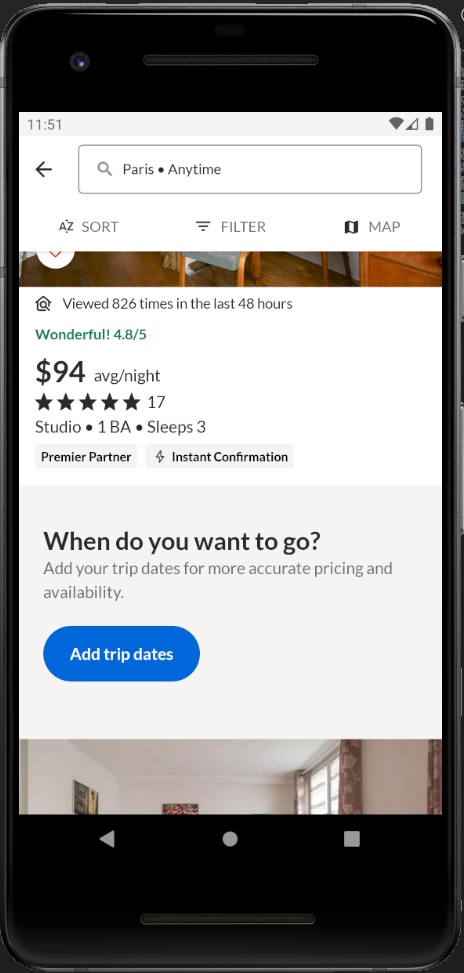 11:51
Paris • Anytime
AZ SORT
FILTER
MAP
Viewed 826 times in the last 48 hours
Wonderful! 4.8/5
$94 avg/night
17
Studio • 1 BA • Sleeps 3
Premier Partner
Instant Confirmation
When do you want to go?
Add your trip dates for more accurate pricing and
availability.
Add trip dates